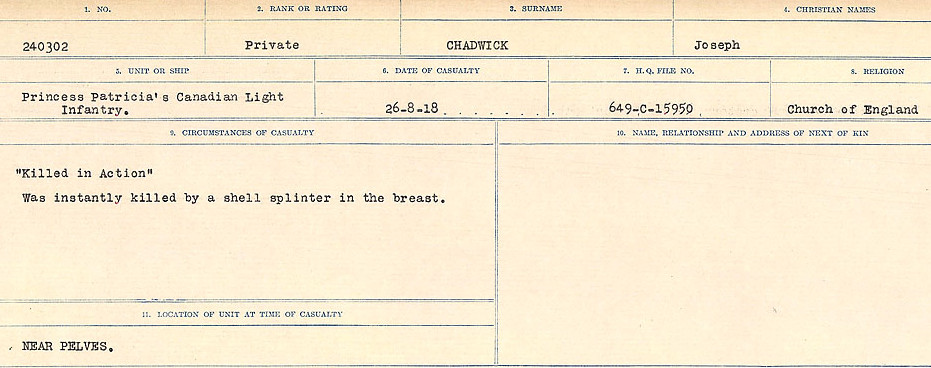 1. NO. 2. RANK OR RATING 3. SURNAME 4. CHRISTIAN NAMES
240302 Private CHADWICK Joseph
5. UNIT OR SHIP 6. DATE OF CASUALTY 7. H.Q. FILE NO. 8. RELIGION
Princess Patricia's Canadian Light
Infantry. 26-8-18. 649-C-15950 Church of England
9. CIRCUMSTANCES OF CASUALTY 10. NAME, RELATIONSHIP AND ADDRESS OF NEXT OF KIN
"Killed in Action"
Was instantly killed by a shell splinter in the breast.
11. LOCATION OF UNIT AT TIME OF CASUALTY
NEAR PELVES.